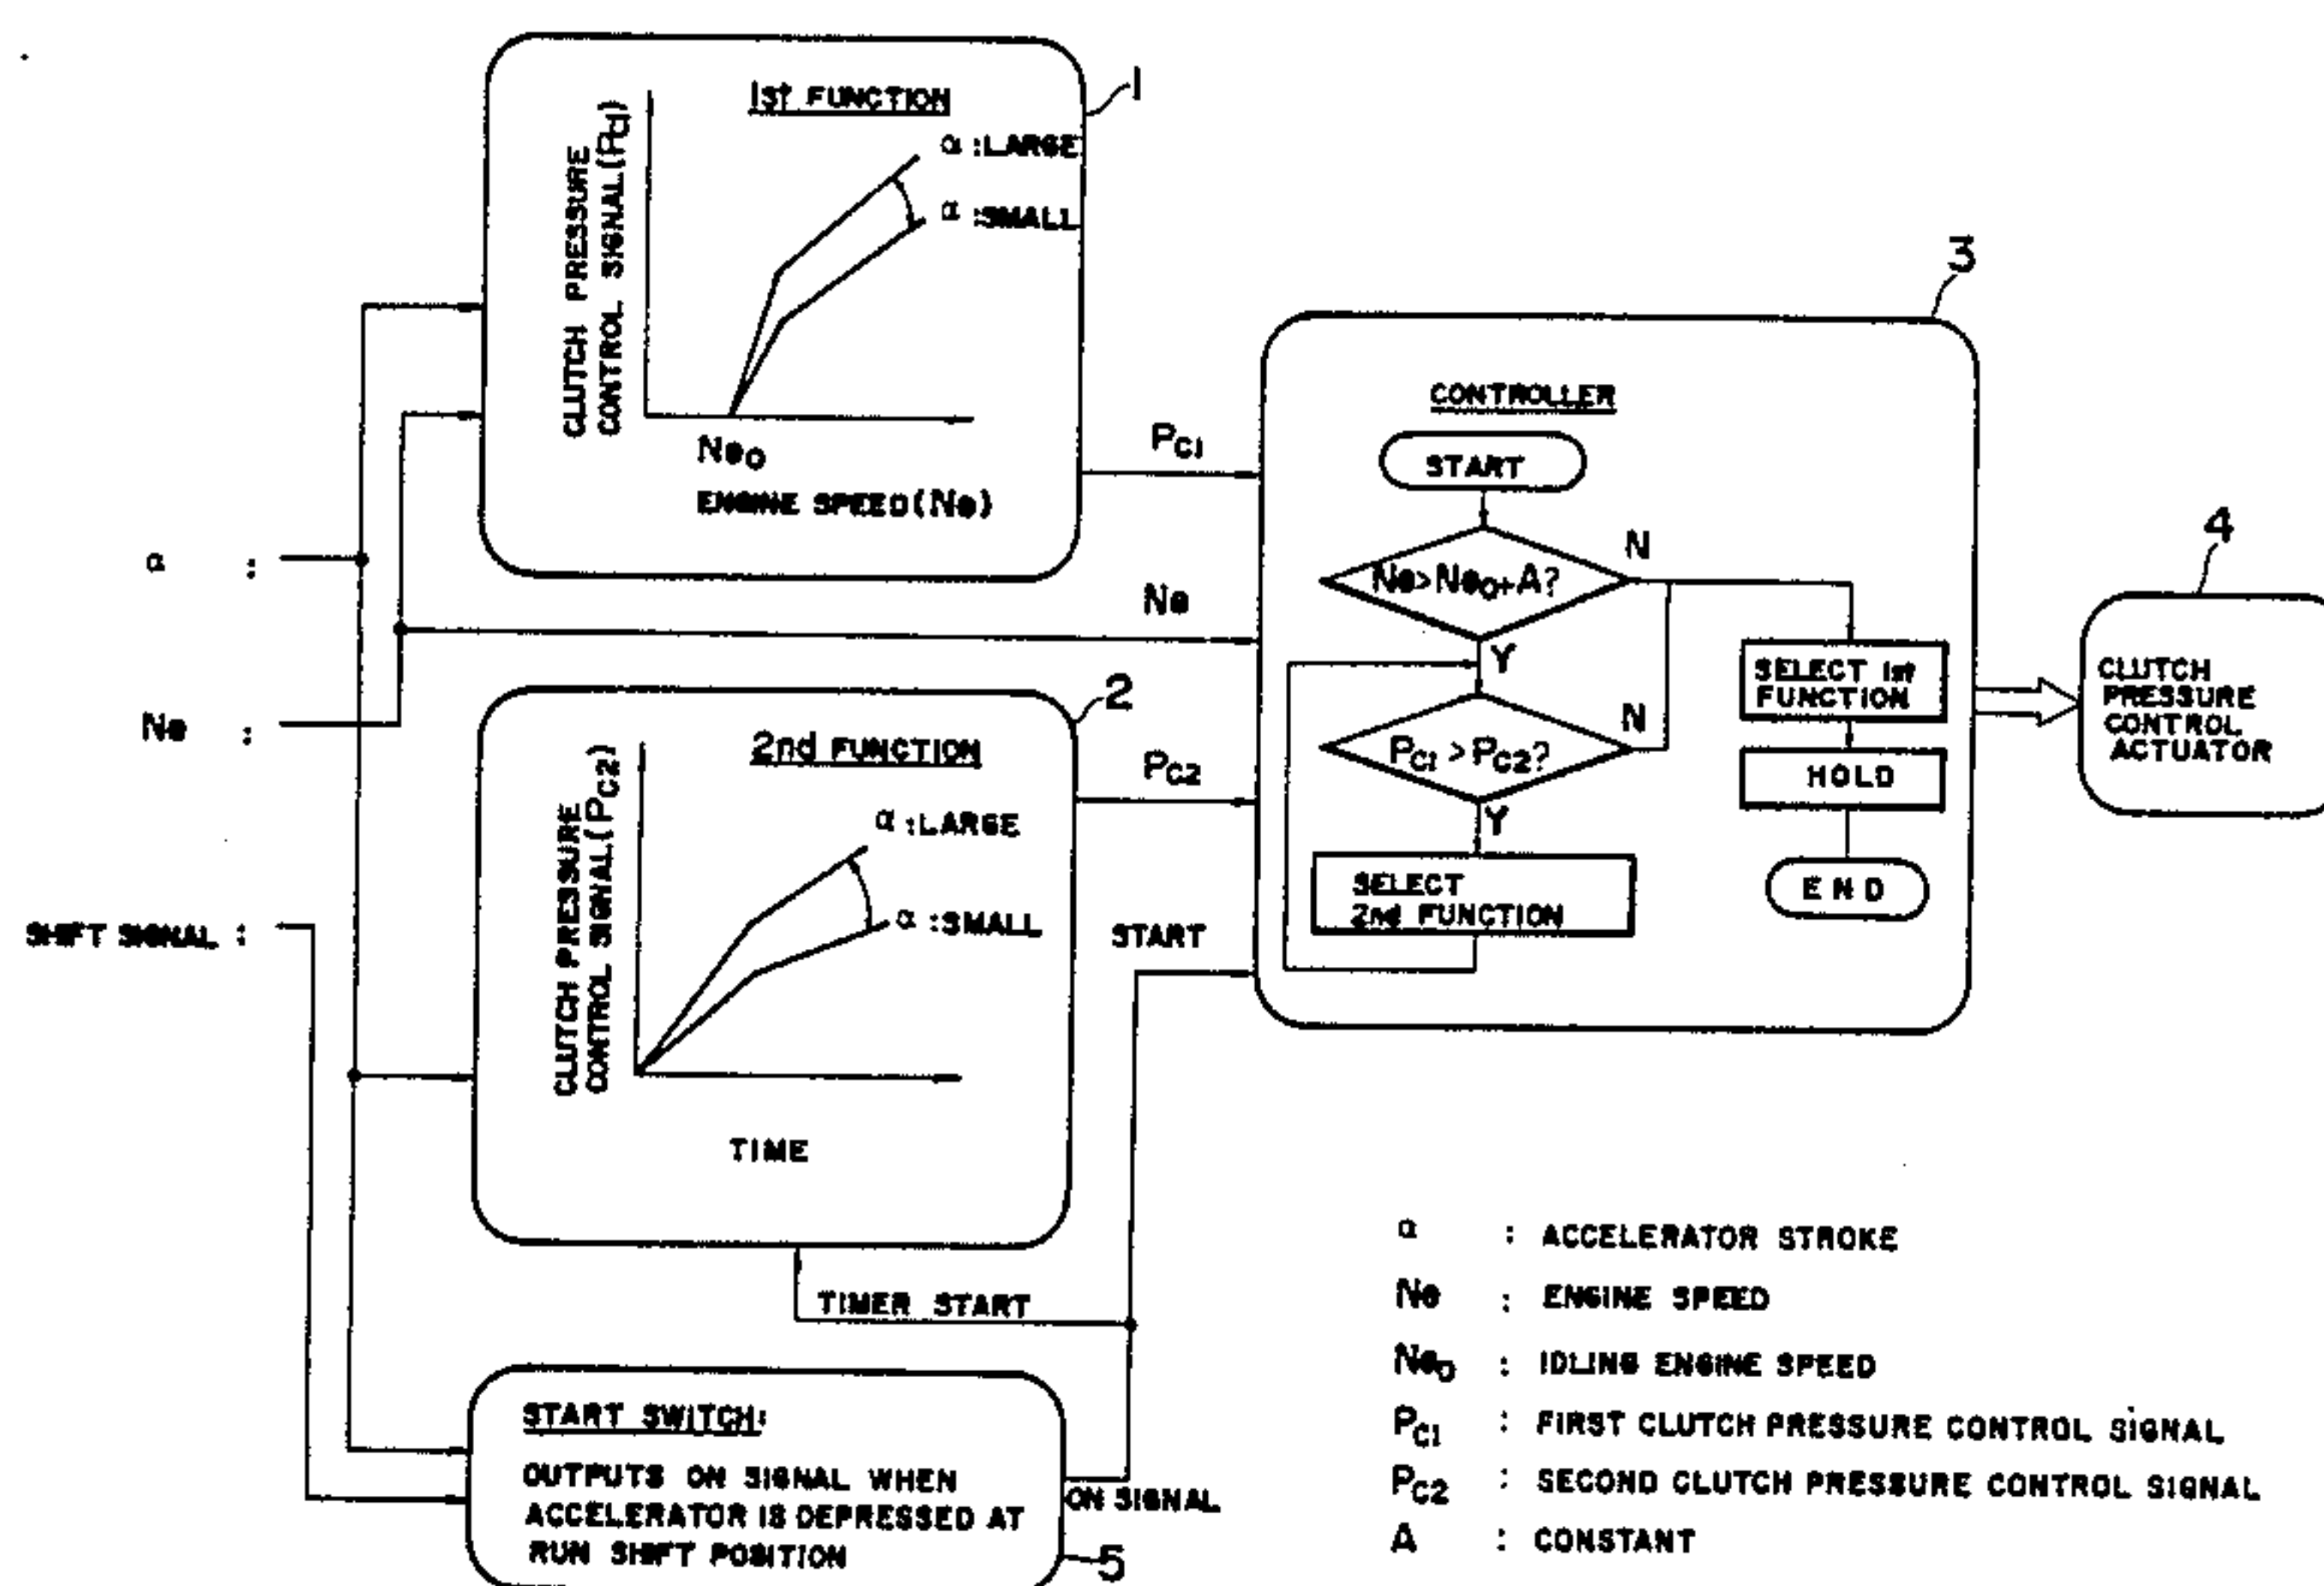 1
1st FUNCTION
CLUTCH PRESSURE
CONTROL SIGNAL(PC1)
α :LARGE
α :SMALL
Ne0
ENGINE SPEED(Ne)
α :
Ne :
SHIFT SIGNAL :
PC1
Ne
PC2
START
2
2nd FUNCTION
CLUTCH PRESSURE
CONTROL SIGNAL(PC2)
α :LARGE
α :SMALL
TIME
TIMER START
START SWITCH:
OUTPUTS ON SIGNAL WHEN
ACCELERATOR IS DEPRESSED AT
RUN SHIFT POSITION
ON SIGNAL
5
3
CONTROLLER
START
Ne>Ne0+A?
N
Y
PC1 >PC2?
N
Y
SELECT
2nd FUNCTION
SELECT 1st
FUNCTION
HOLD
END
4
CLUTCH
PRESSURE
CONTROL
ACTUATOR
α : ACCELERATOR STROKE
Ne : ENGINE SPEED
Ne0 : IDLING ENGINE SPEED
PC1 : FIRST CLUTCH PRESSURE CONTROL SIGNAL
PC2 : SECOND CLUTCH PRESSURE CONTROL SIGNAL
A : CONSTANT